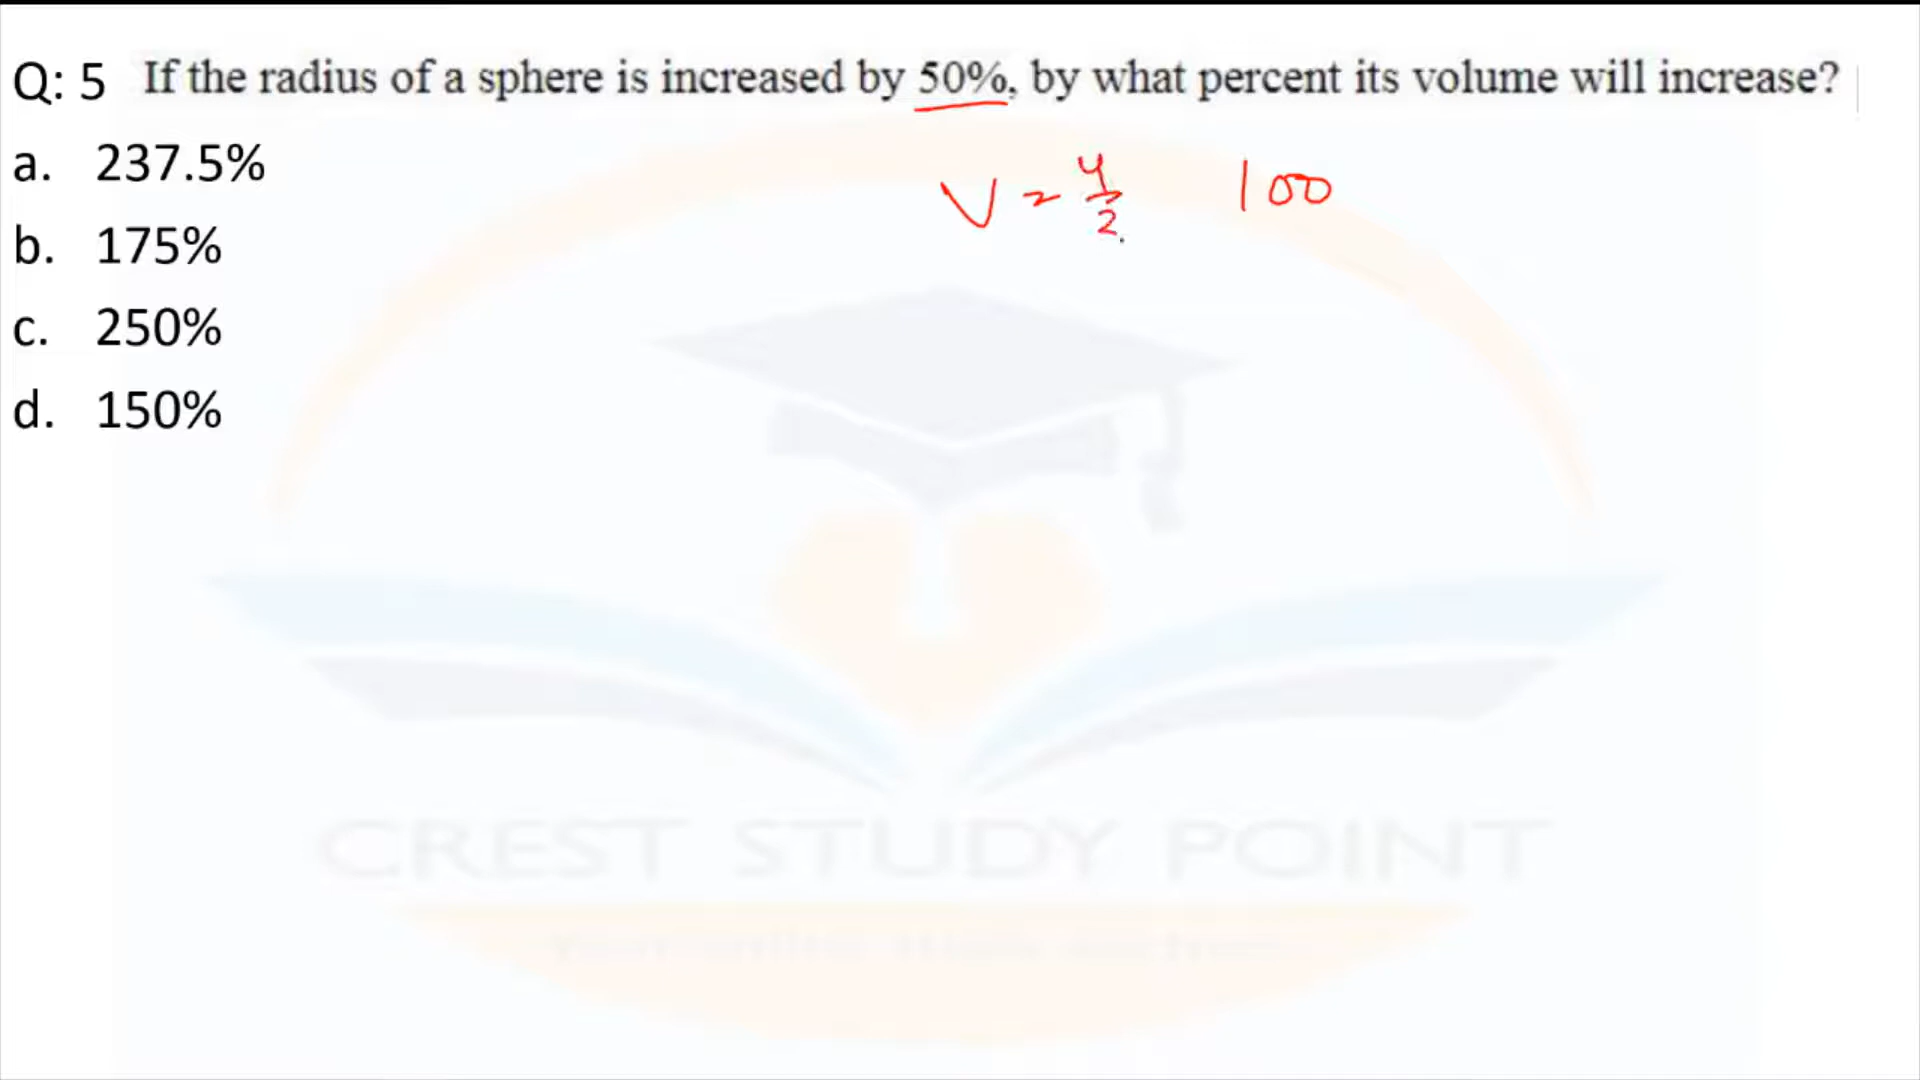 Q: 5 If the radius of a sphere is increased by 50%, by what percent its volume will increase?
a. 237.5%
b. 175%
c. 250%
d. 150%
V = 4/2 100
CREST STUDY POINT